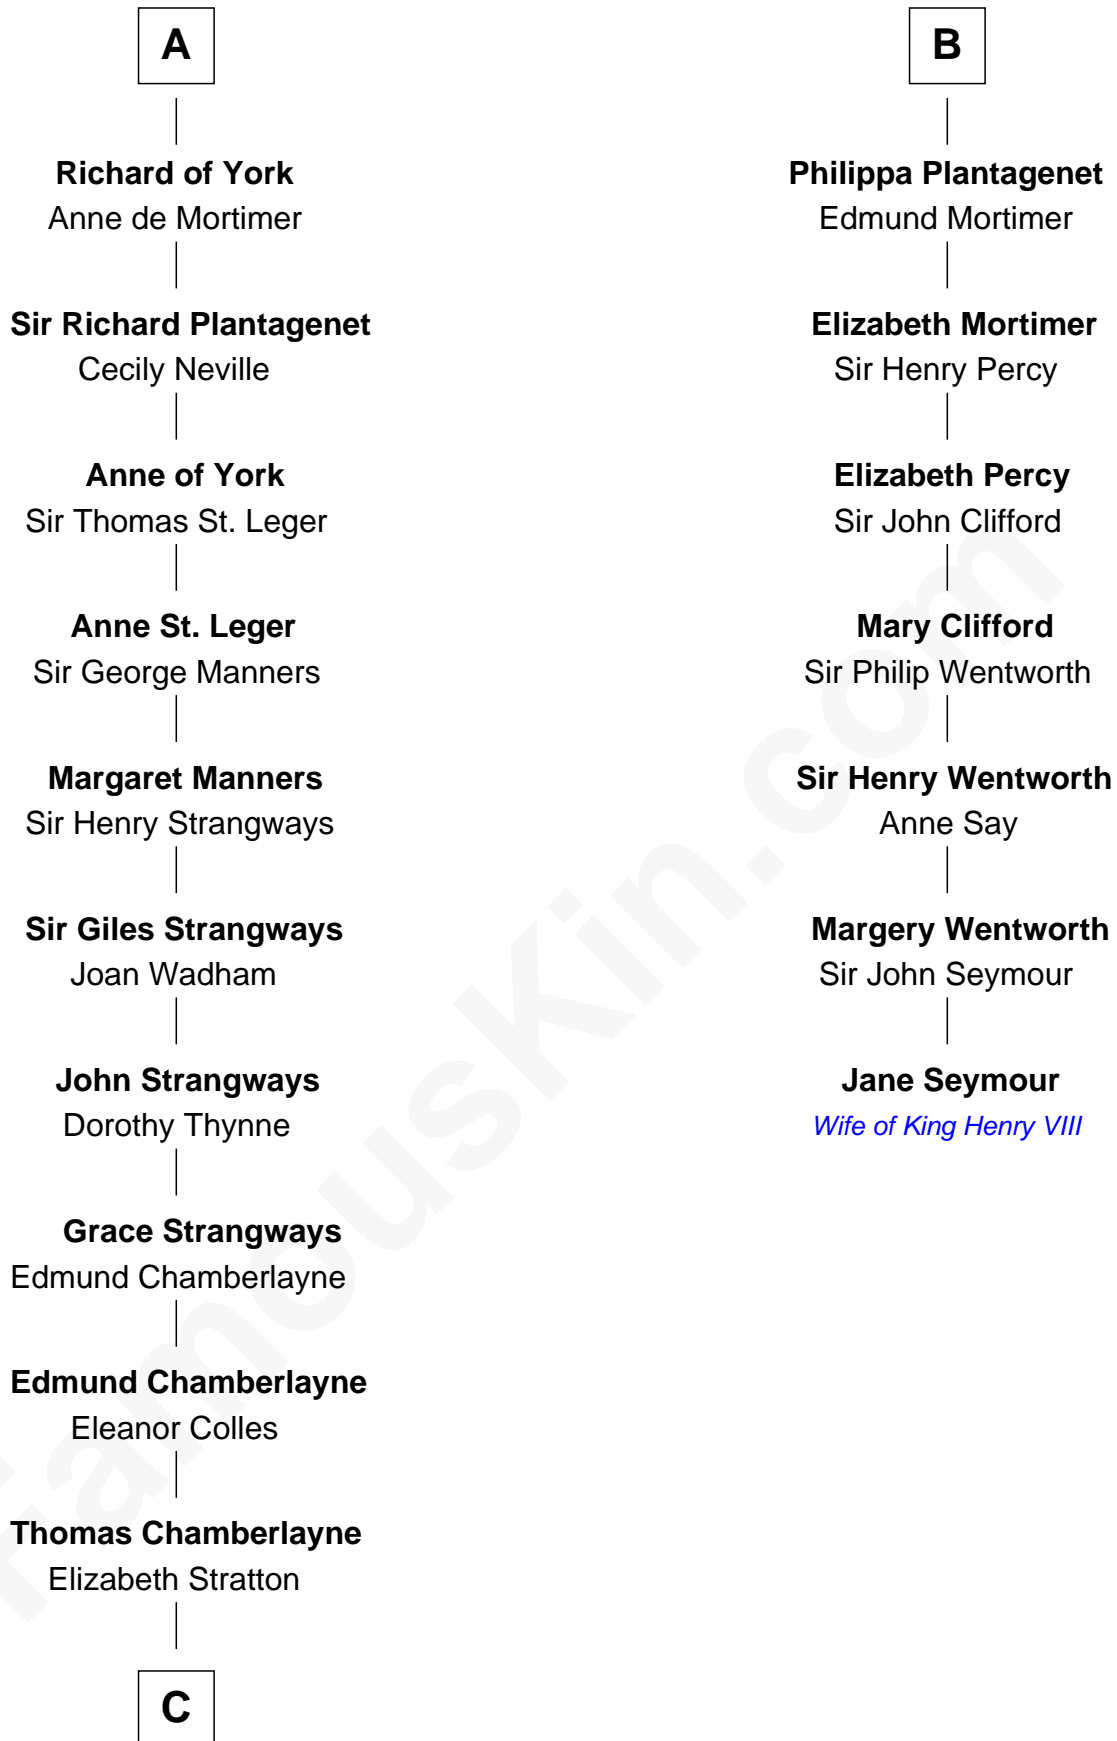 A
Richard of York
Anne de Mortimer
Sir Richard Plantagenet
Cecily Neville
Anne of York
Sir Thomas St. Leger
Anne St. Leger
Sir George Manners
Margaret Manners
Sir Henry Strangways
Sir Giles Strangways
Joan Wadham
John Strangways
Dorothy Thynne
Grace Strangways
Edmund Chamberlayne
Edmund Chamberlayne
Eleanor Colles
Thomas Chamberlayne
Elizabeth Stratton
C
B
Philippa Plantagenet
Edmund Mortimer
Elizabeth Mortimer
Sir Henry Percy
Elizabeth Percy
Sir John Clifford
Mary Clifford
Sir Philip Wentworth
Sir Henry Wentworth
Anne Say
Margery Wentworth
Sir John Seymour
Jane Seymour
Wife of King Henry VIII
famouskin.com